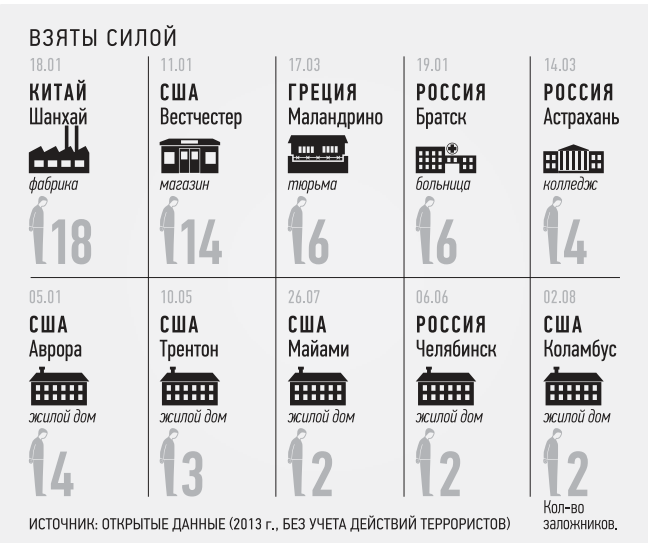 ВЗЯТЫ СИЛОЙ
18.01
КИТАЙ
Шанхай
фабрика
18
11.01
США
Вестчестер
магазин
14
17.03
ГРЕЦИЯ
Маландрино
тюрьма
6
19.01
РОССИЯ
Братск
больница
6
14.03
РОССИЯ
Астрахань
колледж
4
05.01
США
Аврора
жилой дом
4
10.05
США
Трентон
жилой дом
3
26.07
США
Майами
жилой дом
2
06.06
РОССИЯ
Челябинск
жилой дом
2
02.08
США
Коламбус
жилой дом
2
Кол-во
заложников.
ИСТОЧНИК: ОТКРЫТЫЕ ДАННЫЕ (2013 г., БЕЗ УЧЕТА ДЕЙСТВИЙ ТЕРРОРИСТОВ)